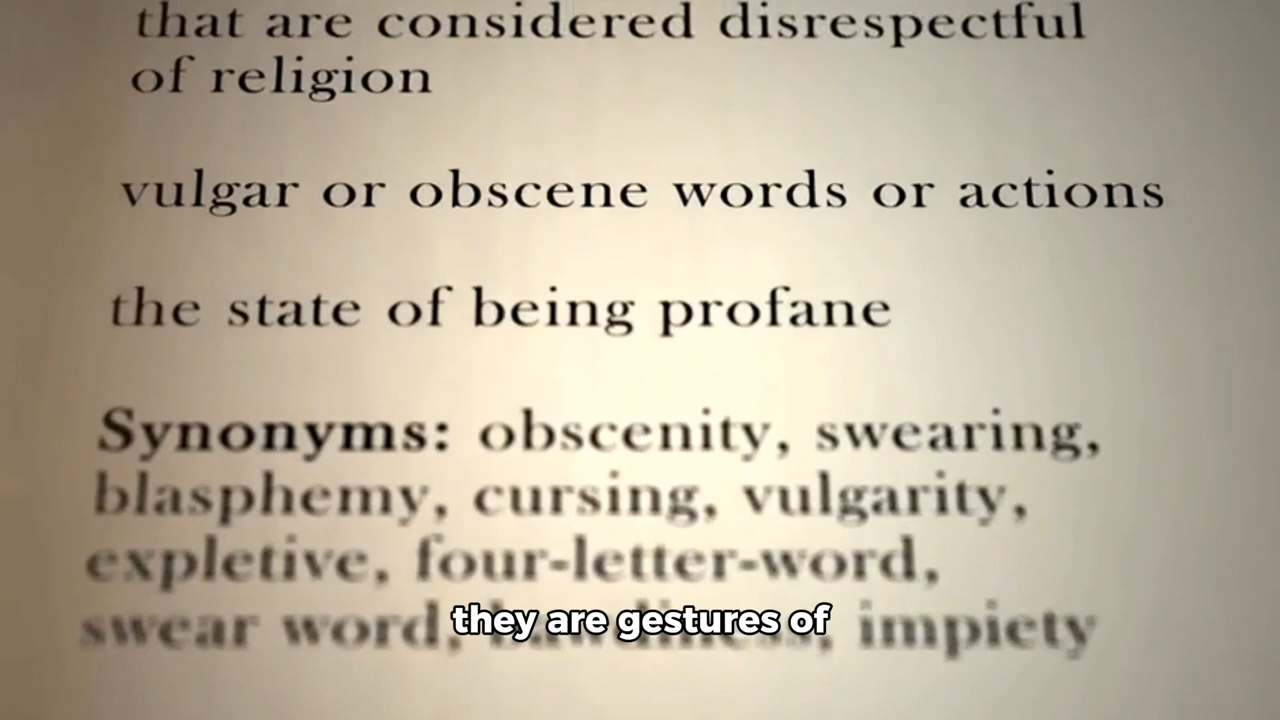 that are considered disrespectful
of religion
vulgar or obscene words or actions
the state of being profane
Synonyms: obscenity, swearing,
blasphemy, cursing, vulgarity,
expletive, four-letter-word,
swear word, impiety
they are gestures of